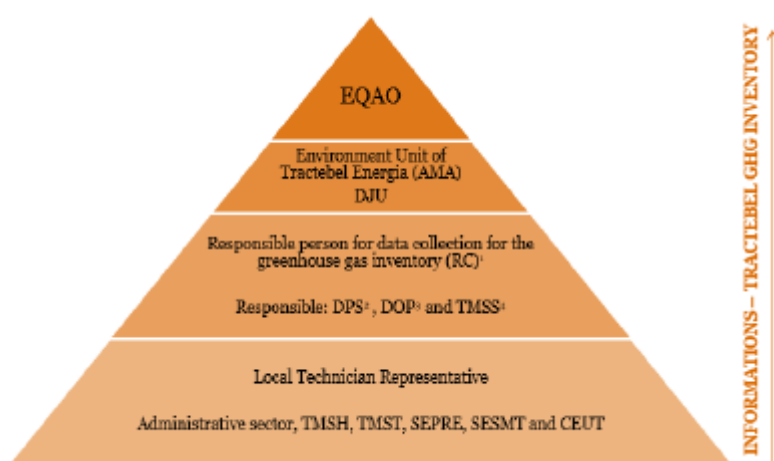 EQAO
Environment Unit of
Tractebel Energia (AMA)
DJU
Responsible person for data collection for the
greenhouse gas inventory (RC)¹
Responsible: DPS², DOP³ and TMSS⁴
Local Technician Representative
Administrative sector, TMSH, TMST, SEPRE, SESMT and CEUT
INFORMATIONS – TRACTEBEL GHG INVENTORY